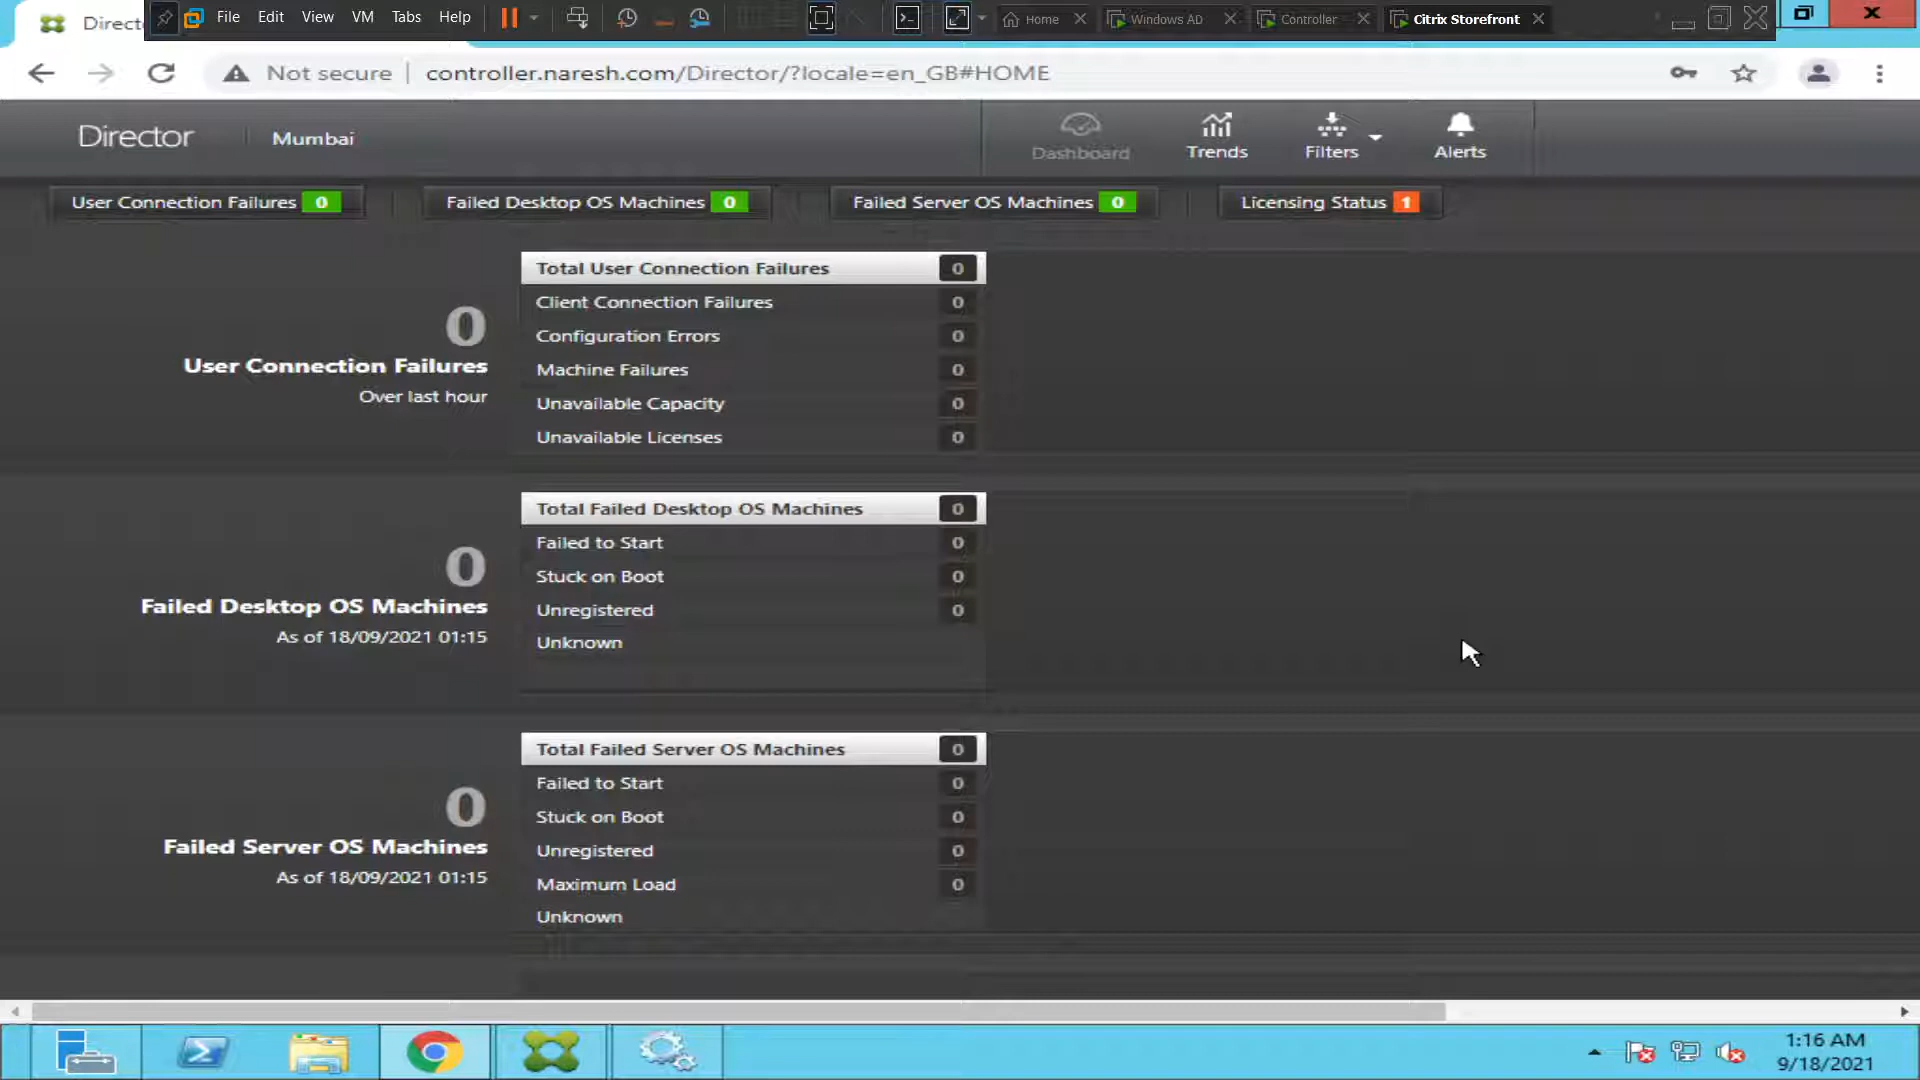 Direct
File Edit View VM Tabs Help
Home
Windows AD
Controller
Citrix Storefront
Not secure
controller.naresh.com/Director/?locale=en_GB#HOME
Director
Mumbai
Dashboard
Trends
Filters
Alerts
User Connection Failures 0
Failed Desktop OS Machines 0
Failed Server OS Machines 0
Licensing Status 1
0
User Connection Failures
Over last hour
Total User Connection Failures 0
Client Connection Failures 0
Configuration Errors 0
Machine Failures 0
Unavailable Capacity 0
Unavailable Licenses 0
0
Failed Desktop OS Machines
As of 18/09/2021 01:15
Total Failed Desktop OS Machines 0
Failed to Start 0
Stuck on Boot 0
Unregistered 0
Unknown
0
Failed Server OS Machines
As of 18/09/2021 01:15
Total Failed Server OS Machines 0
Failed to Start 0
Stuck on Boot 0
Unregistered 0
Maximum Load 0
Unknown
1:16 AM
9/18/2021